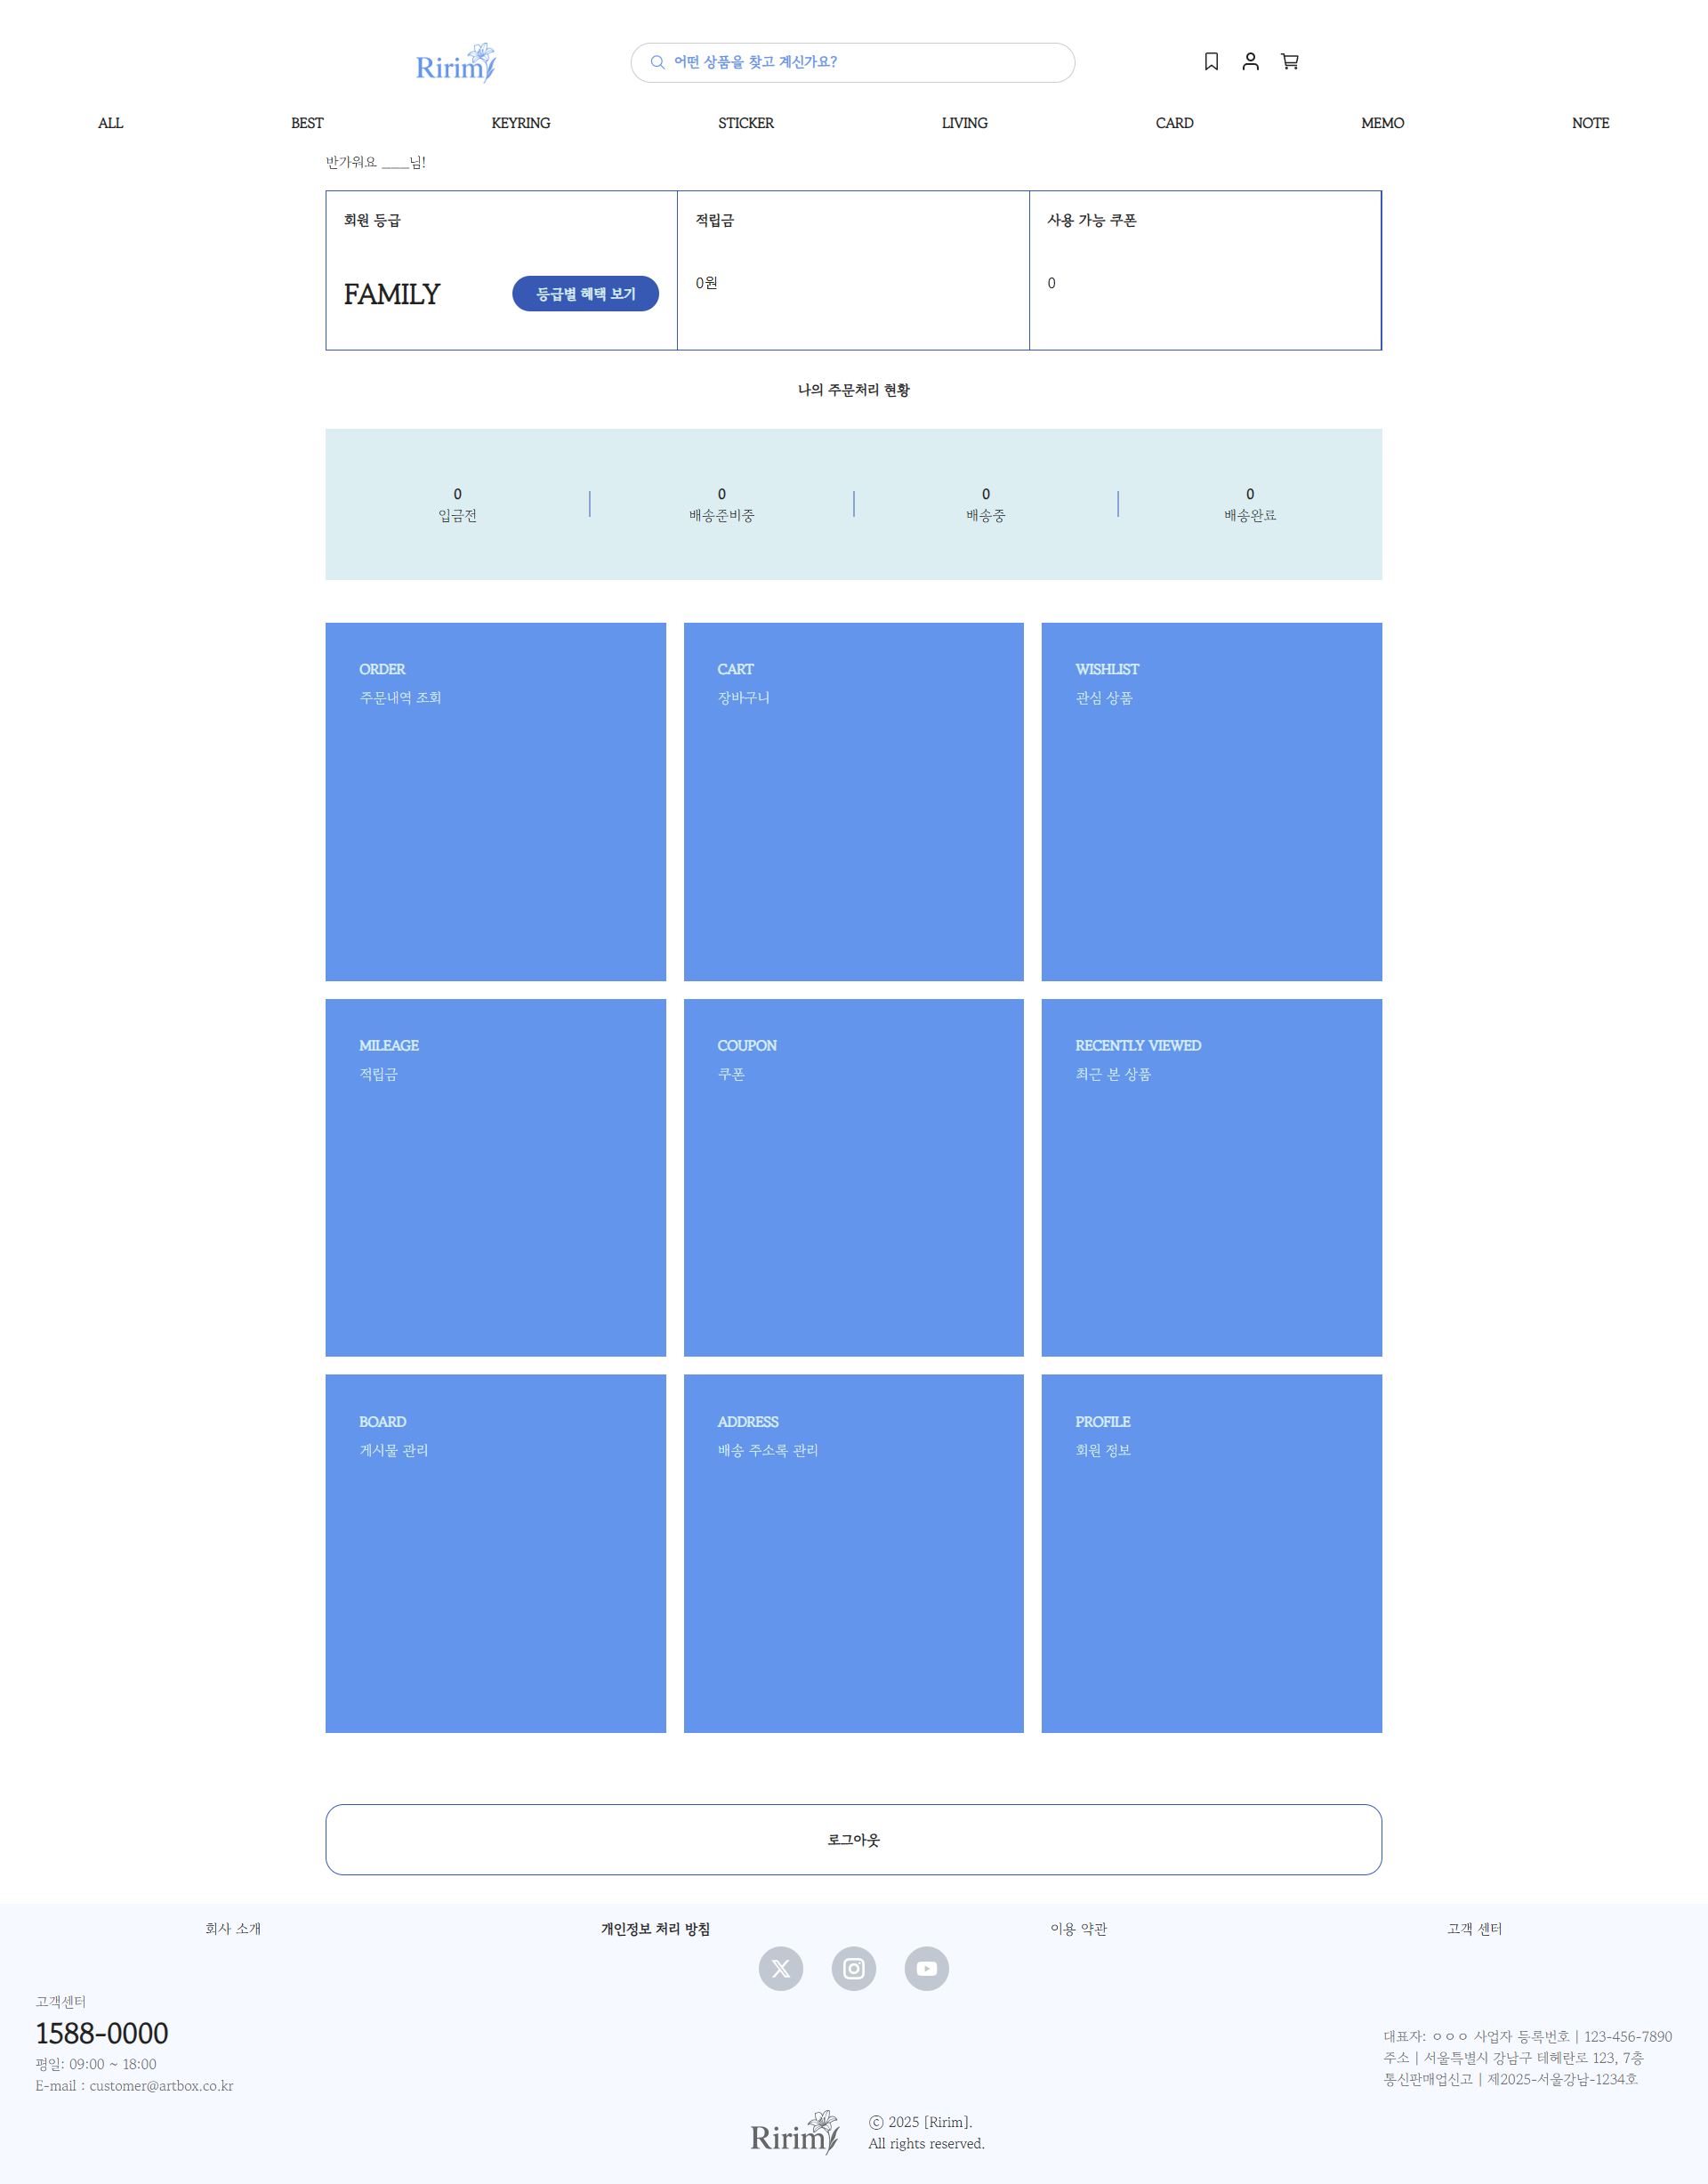 Ririm
어떤 상품을 찾고 계신가요?
ALL BEST KEYRING STICKER LIVING CARD MEMO NOTE
반가워요 ____님!
회원 등급
FAMILY
등급별 혜택 보기
적립금
0원
사용 가능 쿠폰
0
나의 주문처리 현황
0
입금전
0
배송준비중
0
배송중
0
배송완료
ORDER
주문내역 조회
CART
장바구니
WISHLIST
관심 상품
MILEAGE
적립금
COUPON
쿠폰
RECENTLY VIEWED
최근 본 상품
BOARD
게시물 관리
ADDRESS
배송 주소록 관리
PROFILE
회원 정보
로그아웃
회사 소개 개인정보 처리 방침 이용 약관 고객 센터
고객센터
1588-0000
평일: 09:00 ~ 18:00
E-mail : customer@artbox.co.kr
대표자: ㅇㅇㅇ 사업자 등록번호 | 123-456-7890
주소 | 서울특별시 강남구 테헤란로 123, 7층
통신판매업신고 | 제2025-서울강남-1234호
Ririm
ⓒ 2025 [Ririm].
All rights reserved.